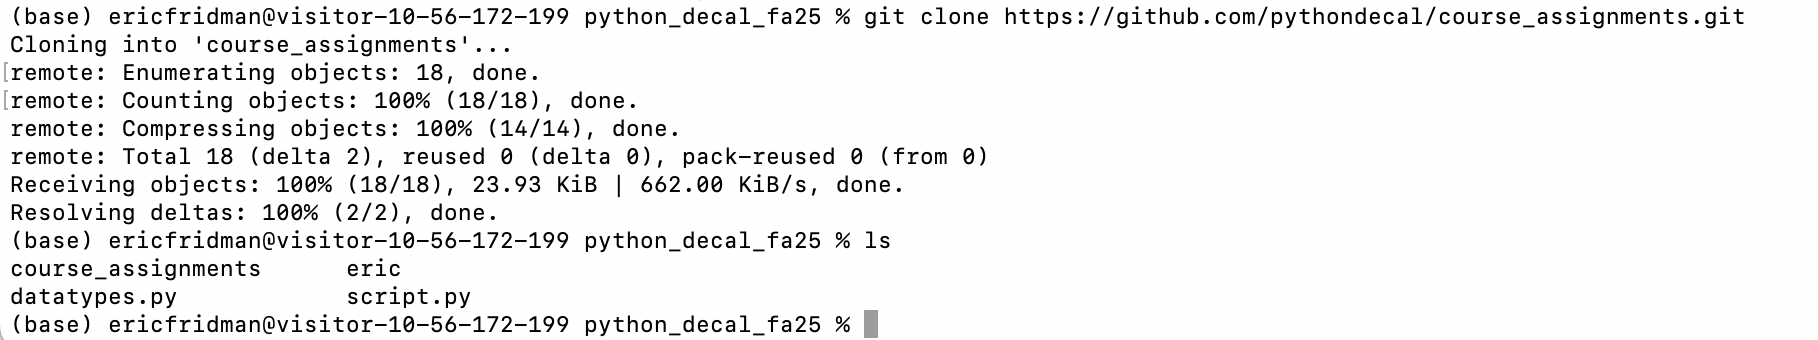 (base) ericfridman@visitor-10-56-172-199 python_decal_fa25 % git clone https://github.com/pythondecal/course_assignments.git
Cloning into 'course_assignments'...
[remote: Enumerating objects: 18, done.
[remote: Counting objects: 100% (18/18), done.
remote: Compressing objects: 100% (14/14), done.
remote: Total 18 (delta 2), reused 0 (delta 0), pack-reused 0 (from 0)
Receiving objects: 100% (18/18), 23.93 KiB | 662.00 KiB/s, done.
Resolving deltas: 100% (2/2), done.
(base) ericfridman@visitor-10-56-172-199 python_decal_fa25 % ls
course_assignments      eric
datatypes.py            script.py
(base) ericfridman@visitor-10-56-172-199 python_decal_fa25 %